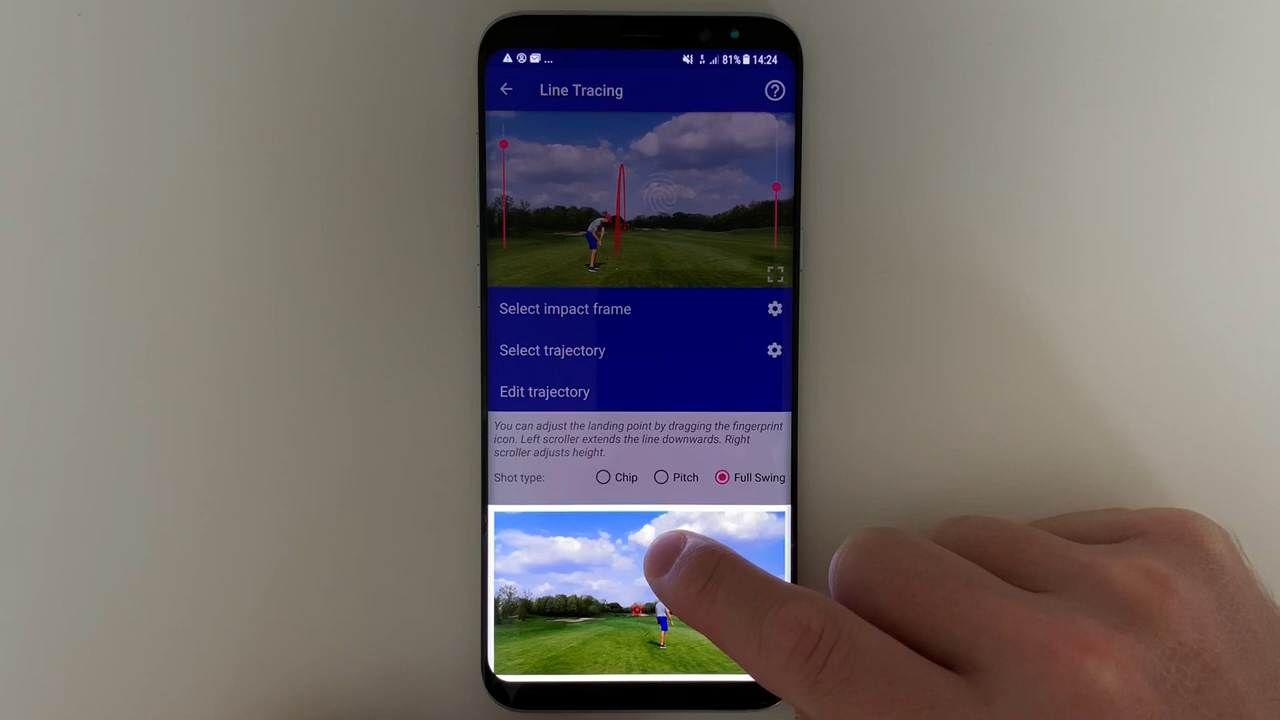 ... 81% 14:24
Line Tracing
Select impact frame
Select trajectory
Edit trajectory
You can adjust the landing point by dragging the fingerprint
icon. Left scroller extends the line downwards. Right
scroller adjusts height.
Shot type: Chip Pitch Full Swing